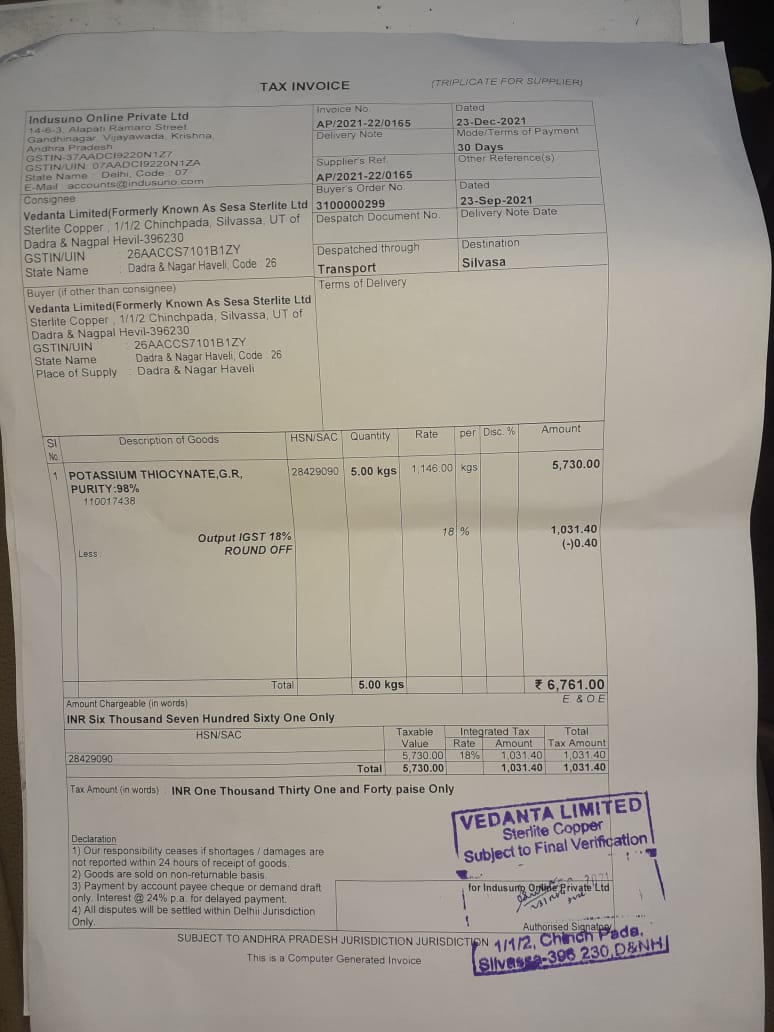 TAX INVOICE
(TRIPLICATE FOR SUPPLIER)
Indusuno Online Private Ltd
14-6-3, Alapati Ramaro Street
Gandhinagar, Vijayawada, Krishna,
Andhra Pradesh
GSTIN-37AADCI9220N1Z7
GSTIN/UIN: 07AADCI9220N1ZA
State Name : Delhi, Code : 07
E-Mail : accounts@indusuno.com
Invoice No.
AP/2021-22/0165
Dated
23-Dec-2021
Delivery Note
Mode/Terms of Payment
30 Days
Supplier's Ref.
AP/2021-22/0165
Other Reference(s)
Consignee
Vedanta Limited(Formerly Known As Sesa Sterlite Ltd
Sterlite Copper , 1/1/2 Chinchpada, Silvassa, UT of
Dadra & Nagpal Hevil-396230
GSTIN/UIN : 26AACCS7101B1ZY
State Name : Dadra & Nagar Haveli, Code : 26
Buyer's Order No.
3100000299
Dated
23-Sep-2021
Despatch Document No.
Delivery Note Date
Despatched through
Transport
Destination
Silvasa
Buyer (if other than consignee)
Vedanta Limited(Formerly Known As Sesa Sterlite Ltd
Sterlite Copper , 1/1/2 Chinchpada, Silvassa, UT of
Dadra & Nagpal Hevil-396230
GSTIN/UIN : 26AACCS7101B1ZY
State Name : Dadra & Nagar Haveli, Code : 26
Place of Supply : Dadra & Nagar Haveli
Terms of Delivery
Sl No. Description of Goods HSN/SAC Quantity Rate per Disc. % Amount
1 POTASSIUM THIOCYNATE,G.R, 28429090 5.00 kgs 1,146.00 kgs 5,730.00
PURITY:98%
110017438
Output IGST 18% 18 % 1,031.40
Less : ROUND OFF (-)0.40
Total 5.00 kgs ₹ 6,761.00
Amount Chargeable (in words) E. & O.E
INR Six Thousand Seven Hundred Sixty One Only
HSN/SAC Taxable Integrated Tax Total
Value Rate Amount Tax Amount
28429090 5,730.00 18% 1,031.40 1,031.40
Total 5,730.00 1,031.40 1,031.40
Tax Amount (in words) : INR One Thousand Thirty One and Forty paise Only
VEDANTA LIMITED
Sterlite Copper
Subject to Final Verification
Declaration
1) Our responsibility ceases if shortages / damages are
not reported within 24 hours of receipt of goods.
2) Goods are sold on non-returnable basis.
3) Payment by account payee cheque or demand draft
only. Interest @ 24% p.a. for delayed payment.
4) All disputes will be settled within Delhii Jurisdiction
Only.
for Indusuno Online Private Ltd
Authorised Signatory
SUBJECT TO ANDHRA PRADESH JURISDICTION JURISDICTION
1/1/2, Chinch Pada,
Silvassa-396 230,D&NH
This is a Computer Generated Invoice